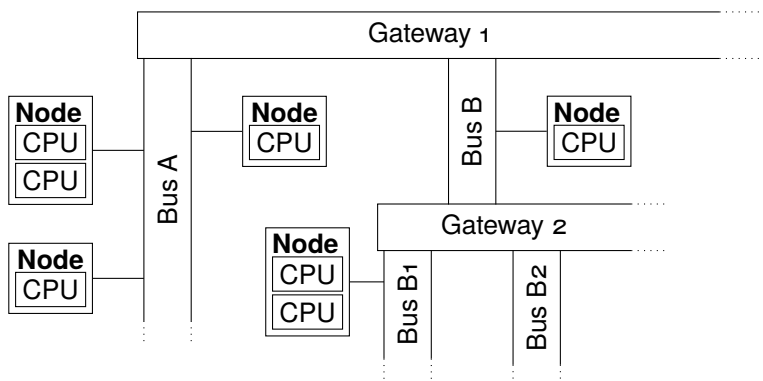 Gateway 1
Node
CPU
CPU
Bus A
Node
CPU
Bus B
Node
CPU
Gateway 2
Node
CPU
Node
CPU
CPU
Bus B1
Bus B2